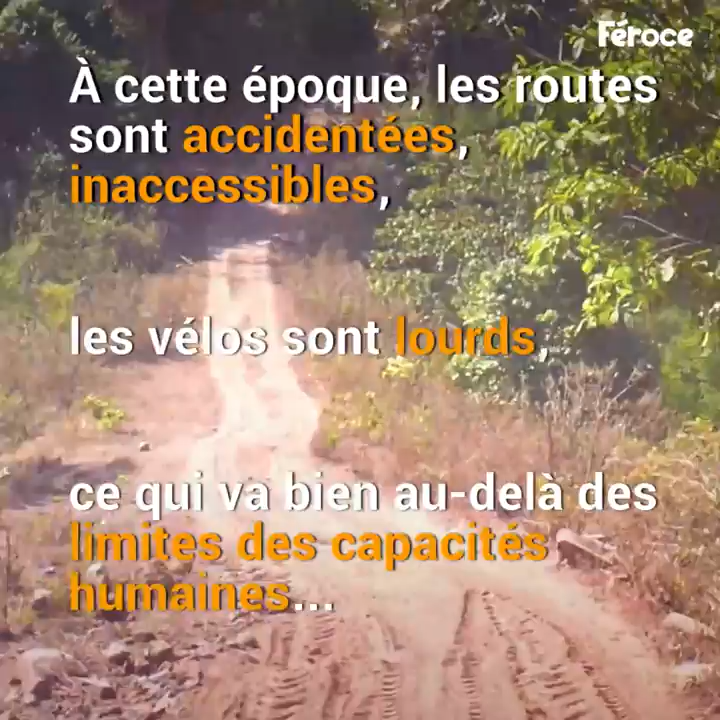 Féroce
À cette époque, les routes
sont accidentées,
inaccessibles,
les vélos sont lourds,
ce qui va bien au-delà des
limites des capacités
humaines...